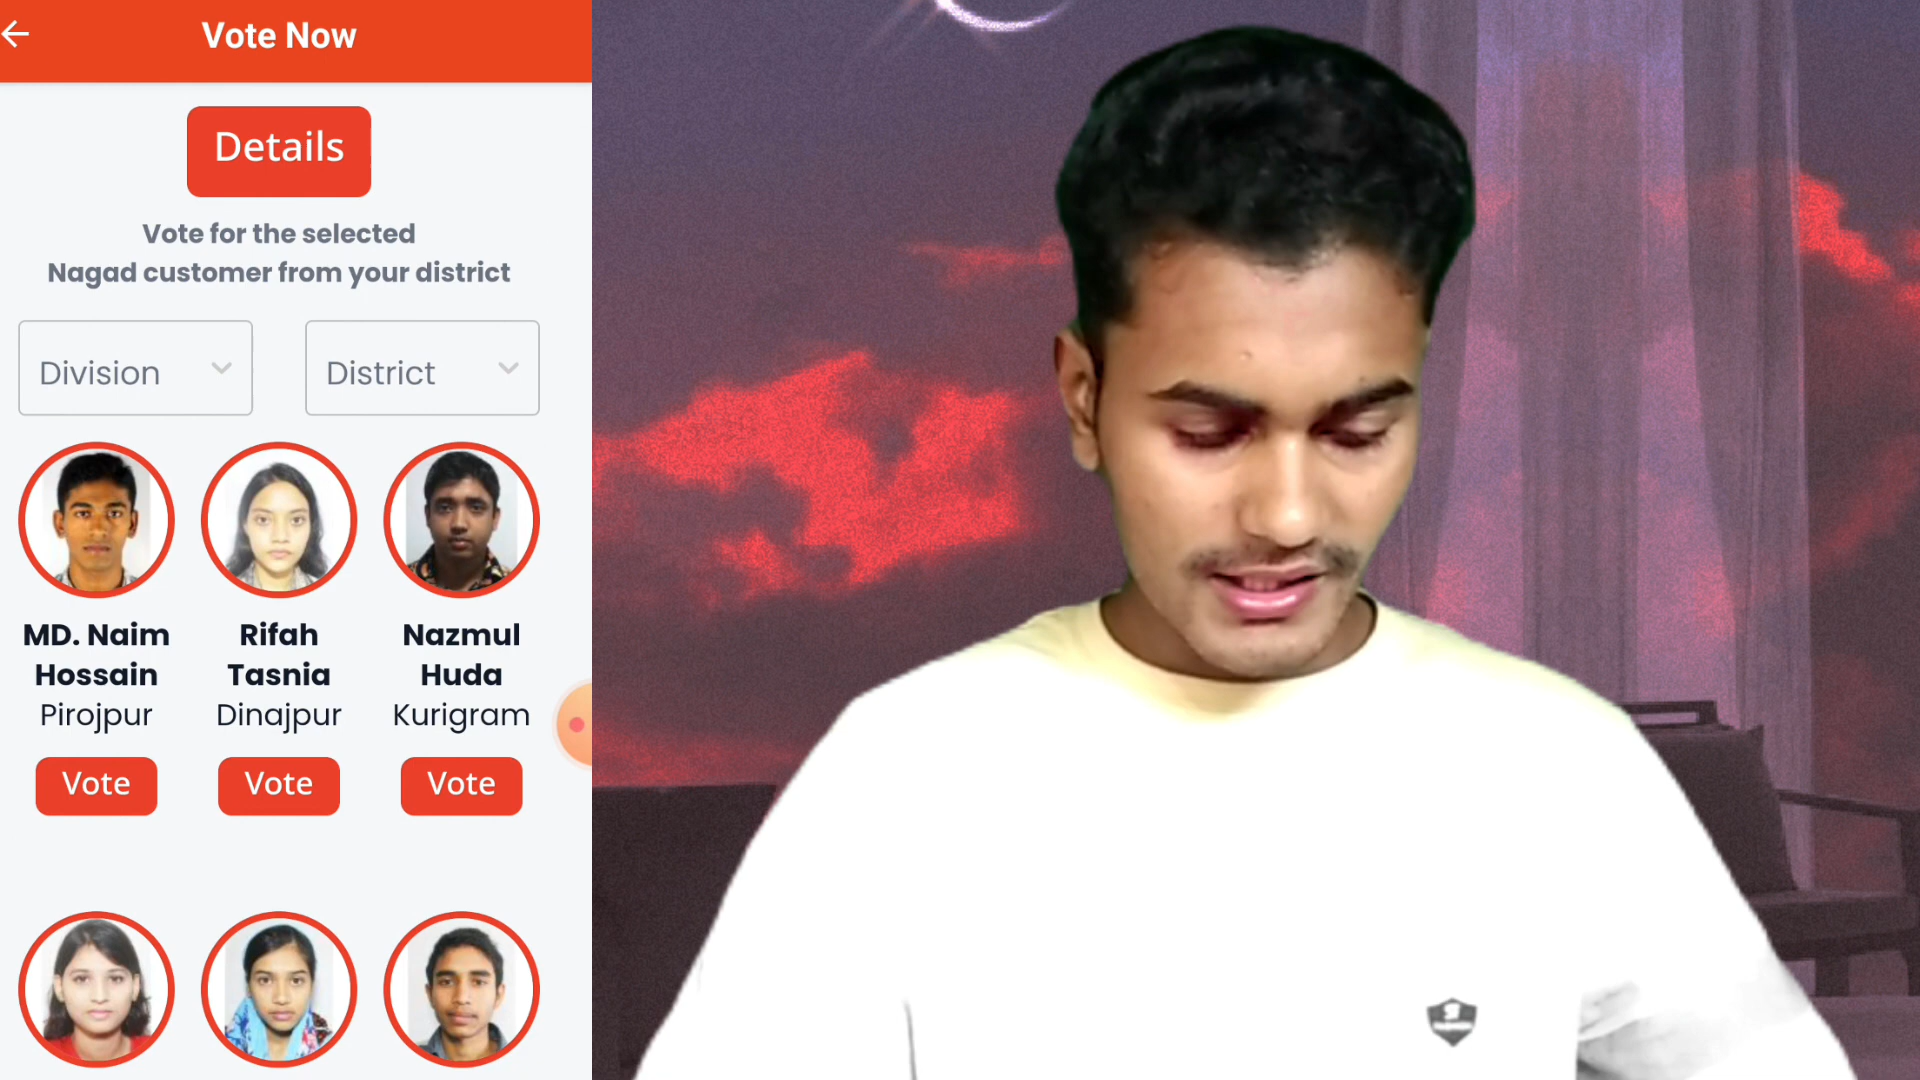 Vote Now
Details
Vote for the selected
Nagad customer from your district
Division
District
MD. Naim
Hossain
Pirojpur
Vote
Rifah
Tasnia
Dinajpur
Vote
Nazmul
Huda
Kurigram
Vote